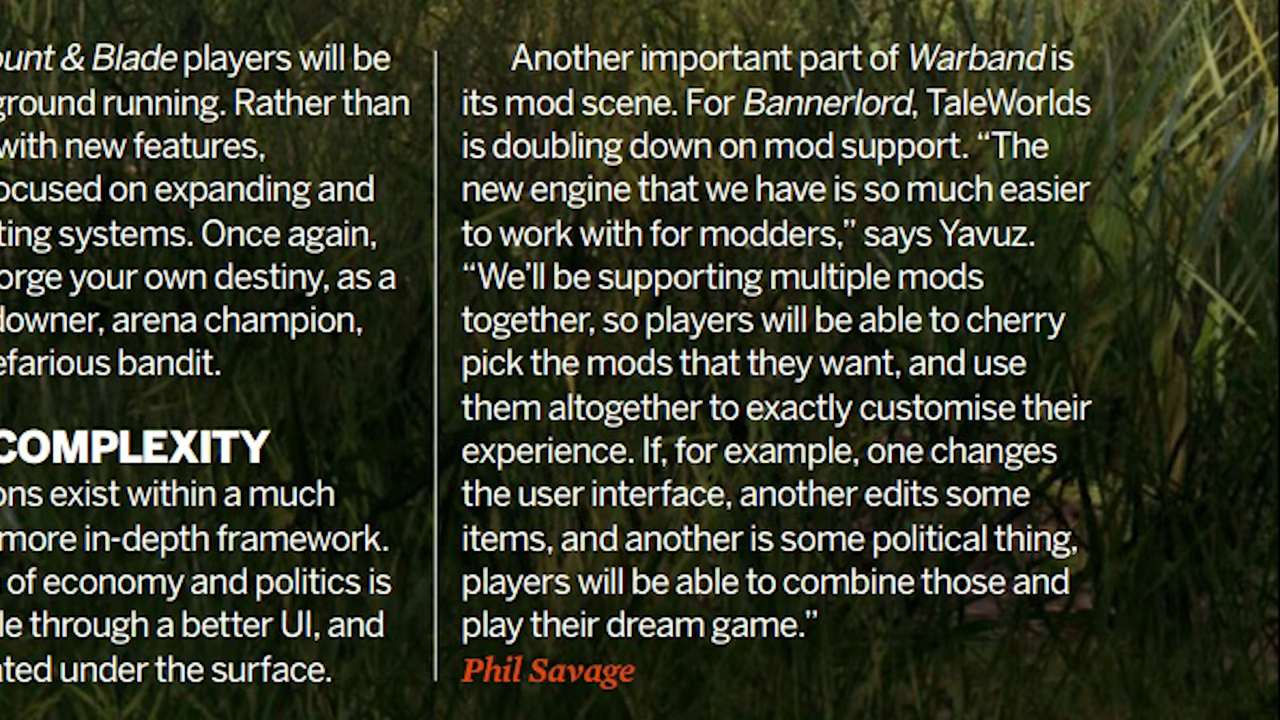 ount & Blade players will be
ground running. Rather than
with new features,
ocused on expanding and
ting systems. Once again,
orge your own destiny, as a
downer, arena champion,
efarious bandit.
COMPLEXITY
ons exist within a much
more in-depth framework.
of economy and politics is
le through a better UI, and
ated under the surface.
Another important part of Warband is
its mod scene. For Bannerlord, TaleWorlds
is doubling down on mod support. “The
new engine that we have is so much easier
to work with for modders,” says Yavuz.
“We’ll be supporting multiple mods
together, so players will be able to cherry
pick the mods that they want, and use
them altogether to exactly customise their
experience. If, for example, one changes
the user interface, another edits some
items, and another is some political thing,
players will be able to combine those and
play their dream game.”
Phil Savage